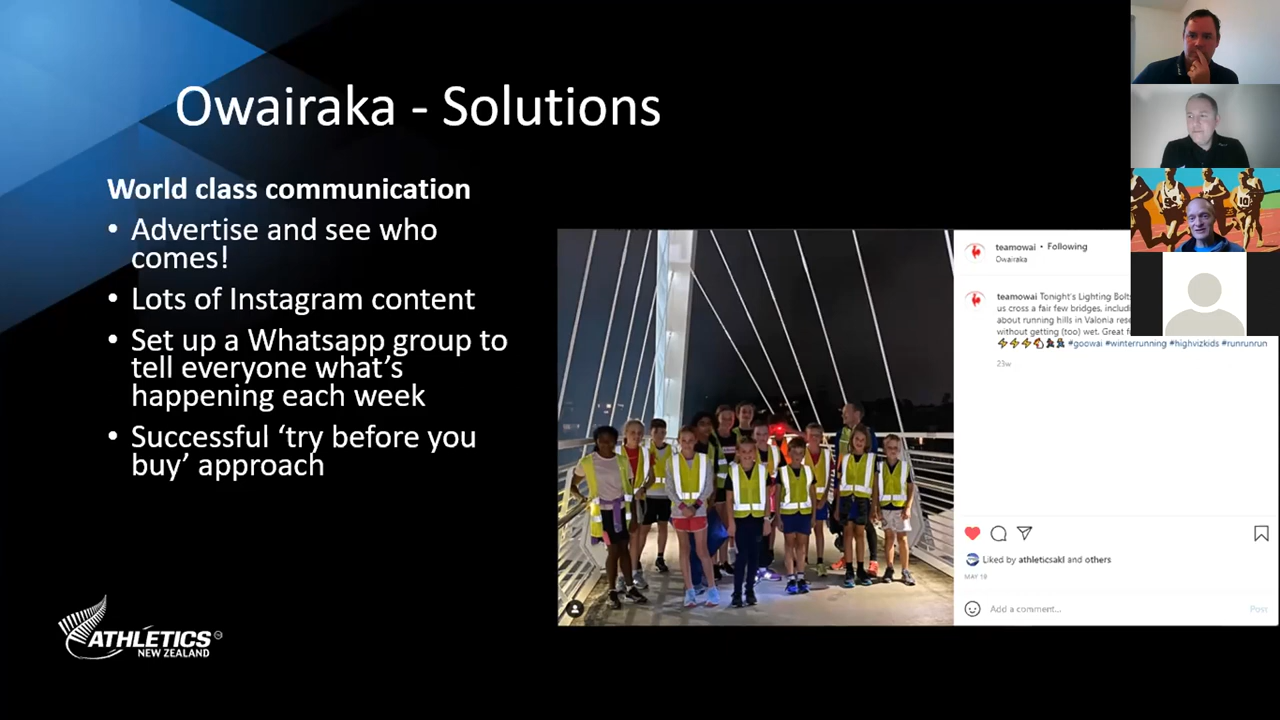 Owairaka - Solutions
World class communication
• Advertise and see who
comes!
• Lots of Instagram content
• Set up a Whatsapp group to
tell everyone what's
happening each week
• Successful 'try before you
buy' approach
ATHLETICS
NEW ZEALAND
teamowai • Following
Owairaka
teamowai Tonight's Lighting Bolts
us cross a fair few bridges, includi
about running hills in Valonia rese
without getting (too) wet. Great f
#goowai #winterrunning #highvizkids #runrunrun
23w
Liked by athleticsakl and others
MAY 18
Add a comment...
Post